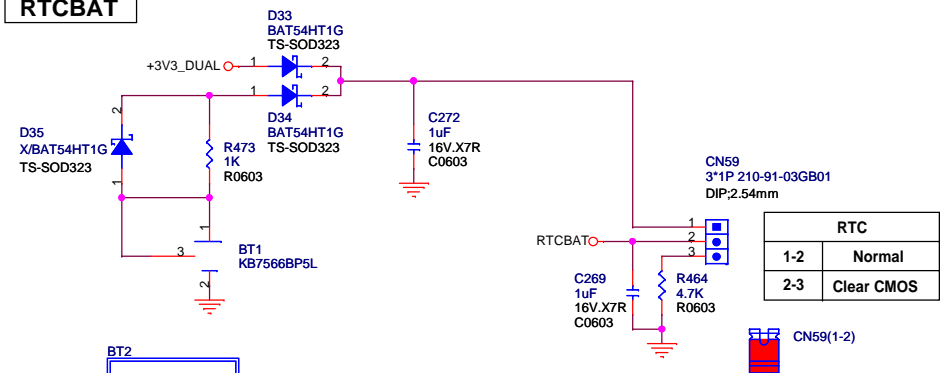 RTCBAT
D33
BAT54HT1G
TS-SOD323
+3V3_DUAL
1
2
1
2
D34
BAT54HT1G
TS-SOD323
2
D35
X/BAT54HT1G
TS-SOD323
1
R473
1K
R0603
C272
1uF
16V.X7R
C0603
1
3
2
BT1
KB7566BP5L
CN59
3*1P 210-91-03GB01
DIP;2.54mm
1
2
3
RTCBAT
C269
1uF
16V.X7R
C0603
R464
4.7K
R0603
RTC
1-2 Normal
2-3 Clear CMOS
CN59(1-2)
BT2